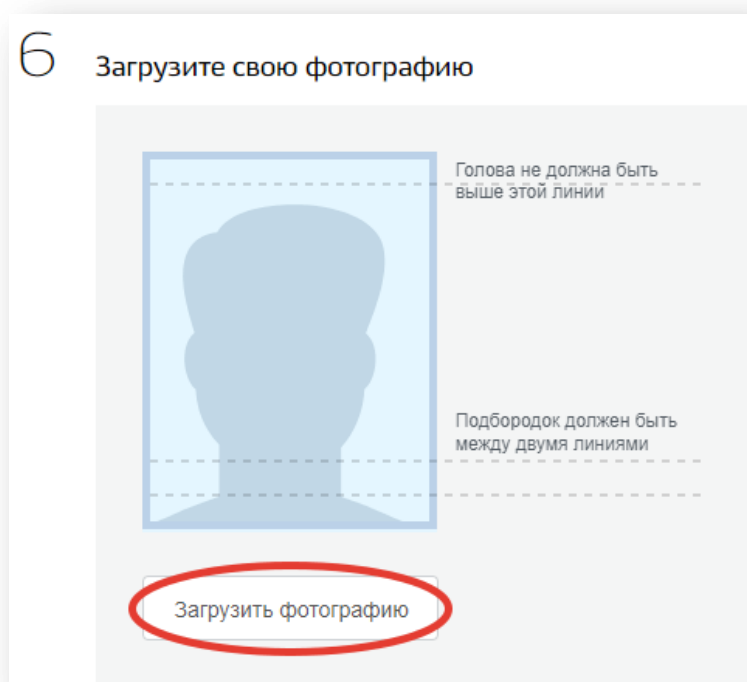 6
Загрузите свою фотографию
Голова не должна быть
выше этой линии
Подбородок должен быть
между двумя линиями
Загрузить фотографию